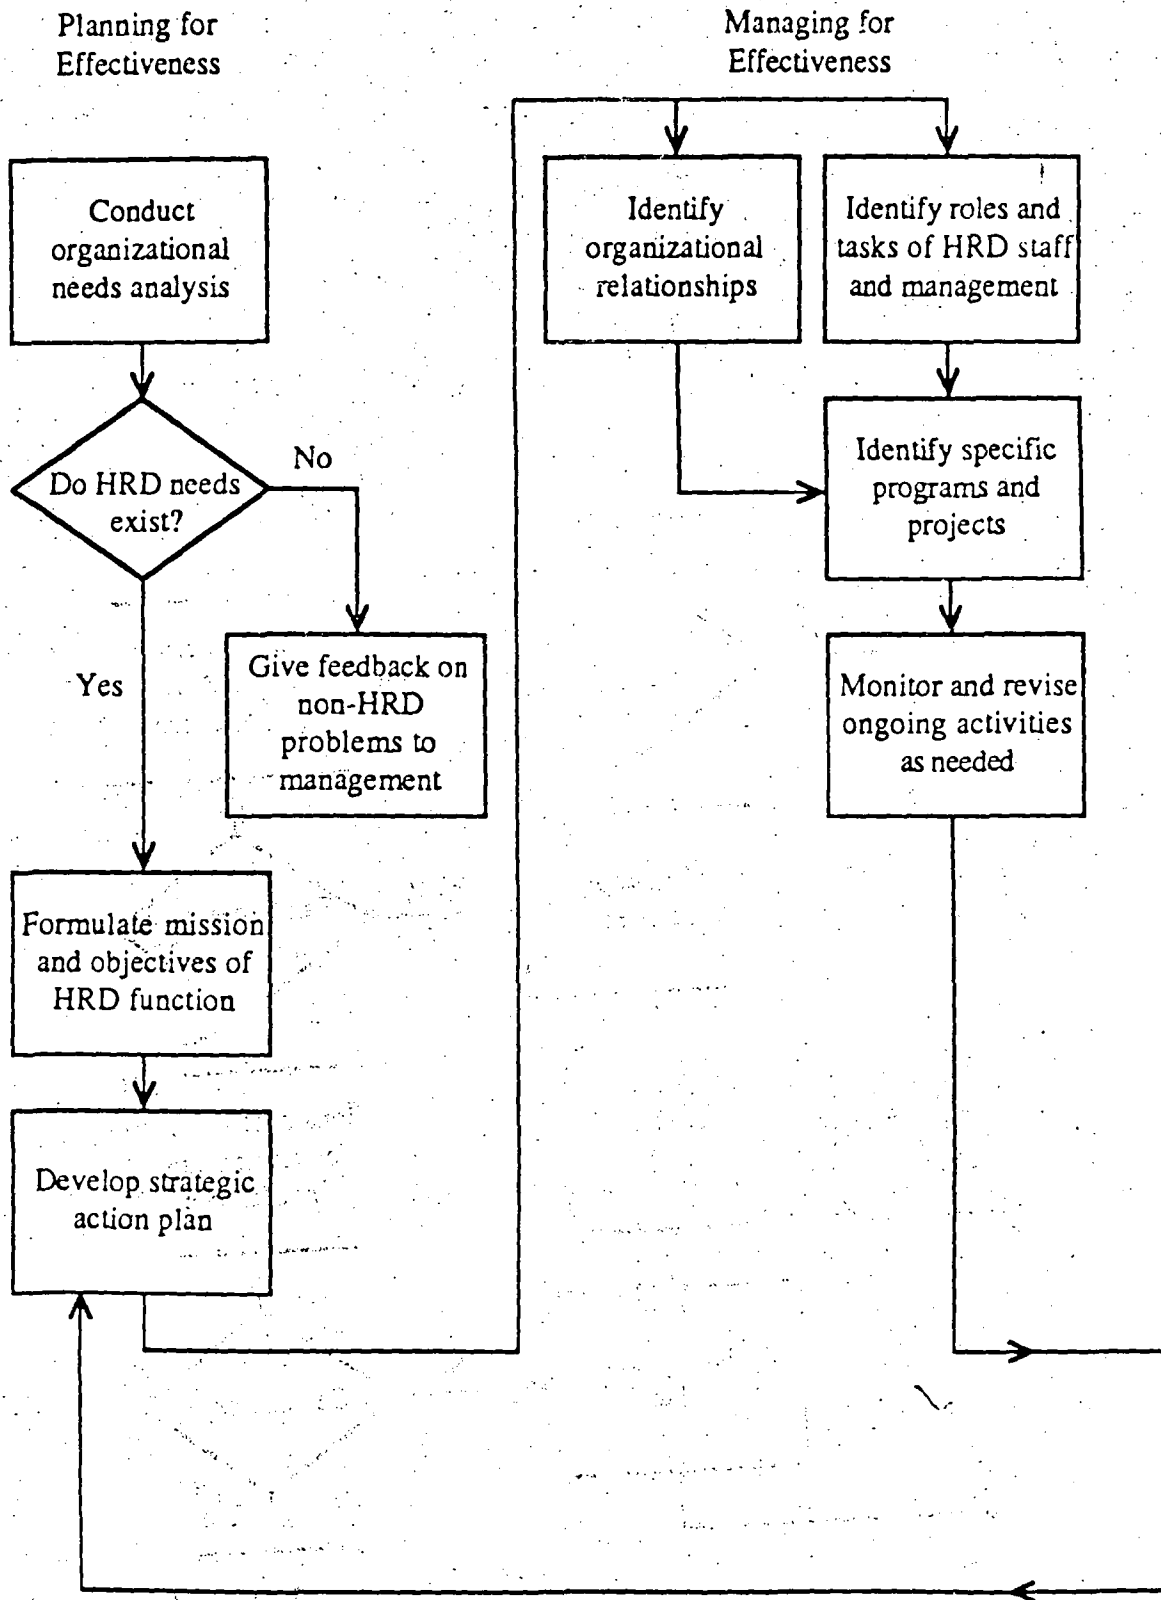 Planning for
Effectiveness
Managing for
Effectiveness
Conduct
organizational
needs analysis
Do HRD needs
exist?
No
Yes
Give feedback on
non-HRD
problems to
management
Formulate mission
and objectives of
HRD function
Develop strategic
action plan
Identify
organizational
relationships
Identify roles and
tasks of HRD staff
and management
Identify specific
programs and
projects
Monitor and revise
ongoing activities
as needed